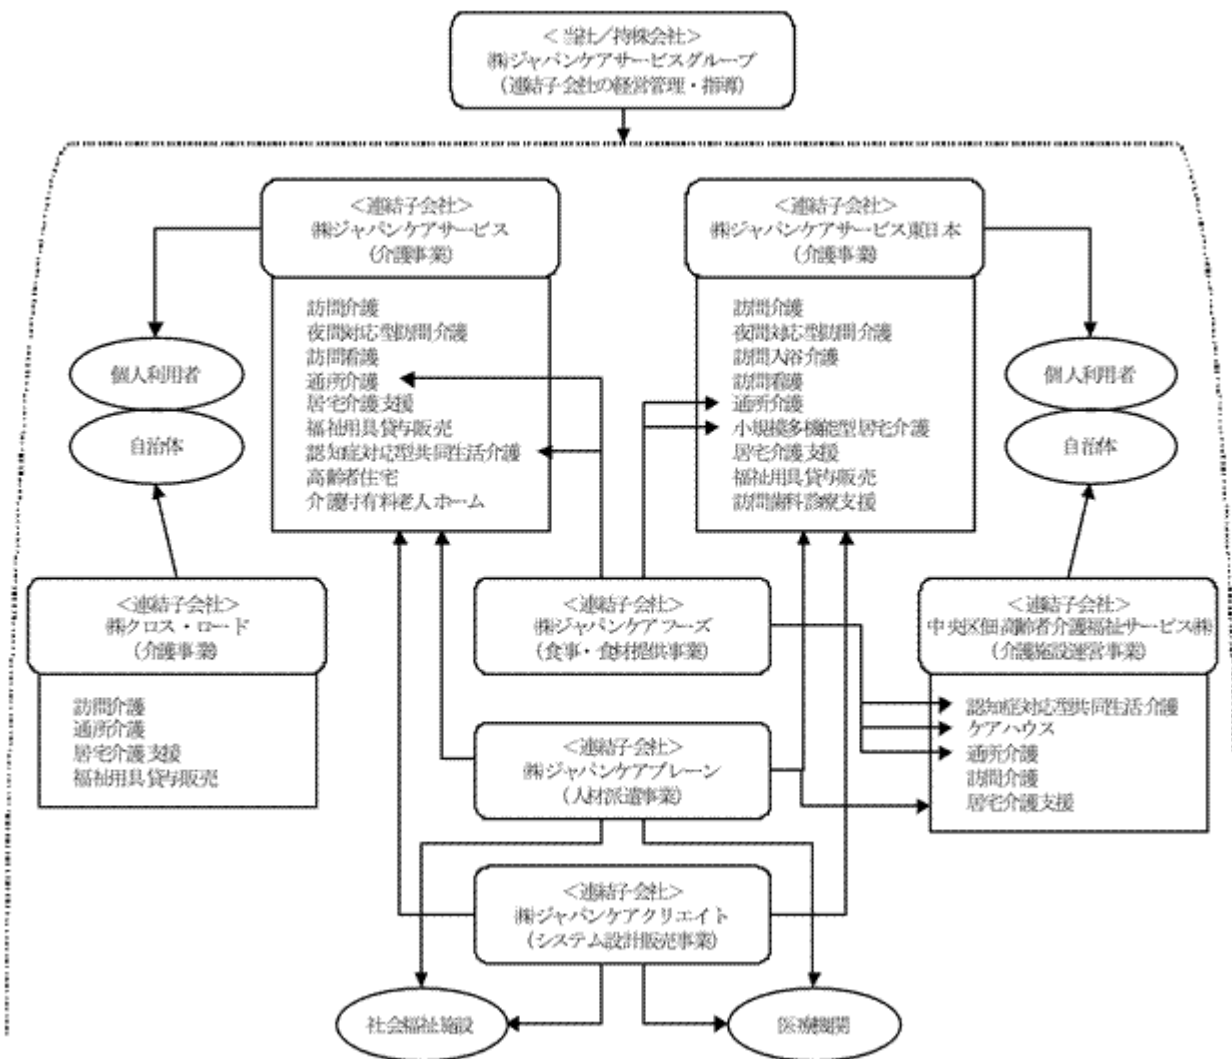 ＜当社／持株会社＞
㈱ジャパンケアサービスグループ
（連結子会社の経営管理・指導）
＜連結子会社＞
㈱ジャパンケアサービス
（介護事業）
訪問介護
夜間対応型訪問介護
訪問看護
通所介護
居宅介護支援
福祉用具貸与販売
認知症対応型共同生活介護
高齢者住宅
介護付有料老人ホーム
＜連結子会社＞
㈱ジャパンケアサービス東日本
（介護事業）
訪問介護
夜間対応型訪問介護
訪問入浴介護
訪問看護
通所介護
小規模多機能型居宅介護
居宅介護支援
福祉用具貸与販売
訪問歯科診療支援
個人利用者
自治体
個人利用者
自治体
＜連結子会社＞
㈱クロス・ロード
（介護事業）
訪問介護
通所介護
居宅介護支援
福祉用具貸与販売
＜連結子会社＞
㈱ジャパンケアフーズ
（食事・食材提供事業）
＜連結子会社＞
中央区佃高齢者介護福祉サービス㈱
（介護施設運営事業）
認知症対応型共同生活介護
ケアハウス
通所介護
訪問介護
居宅介護支援
＜連結子会社＞
㈱ジャパンケアブレーン
（人材派遣事業）
＜連結子会社＞
㈱ジャパンケアクリエイト
（システム設計販売事業）
社会福祉施設
医療機関